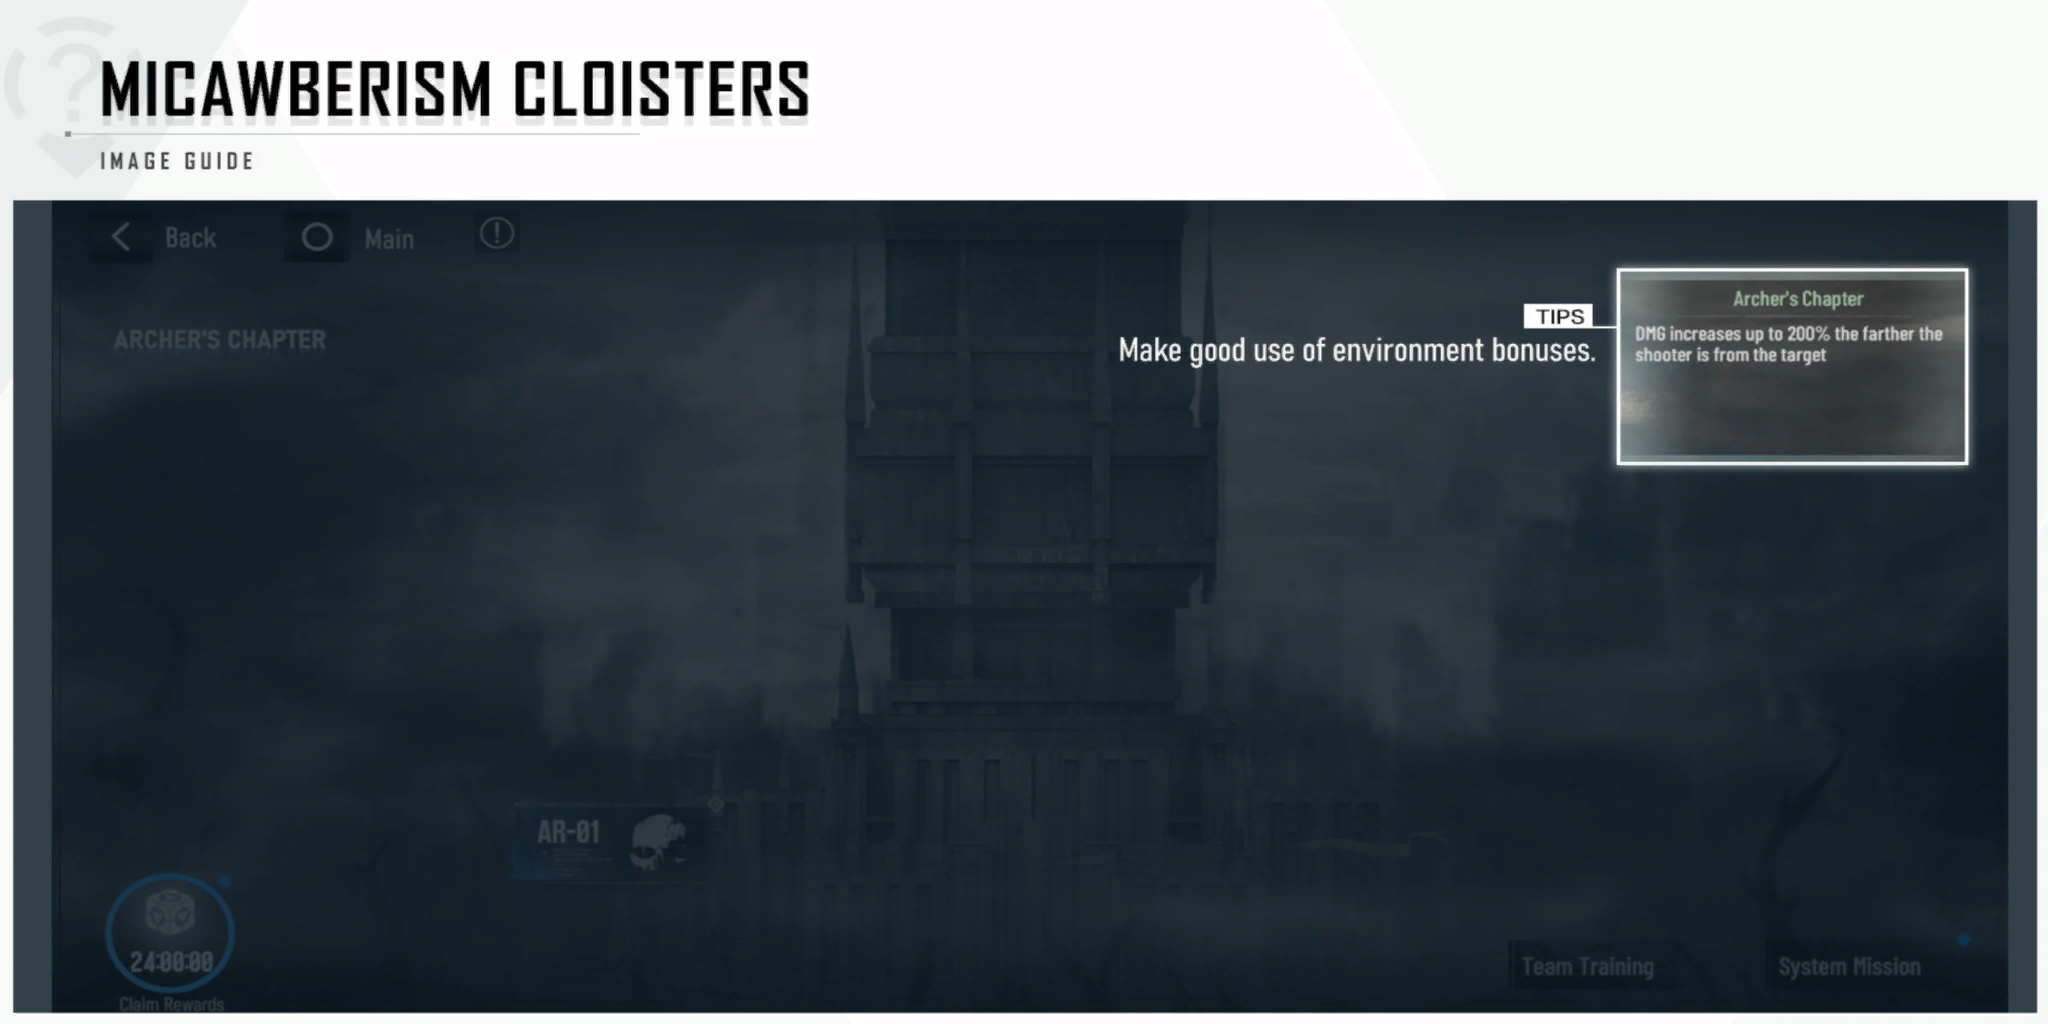 MICAWBERISM CLOISTERS
IMAGE GUIDE
Back
Main
ARCHER'S CHAPTER
TIPS
Make good use of environment bonuses.
Archer's Chapter
DMG increases up to 200% the farther the
shooter is from the target
AR-01
24:00:00
Claim Rewards
Team Training
System Mission